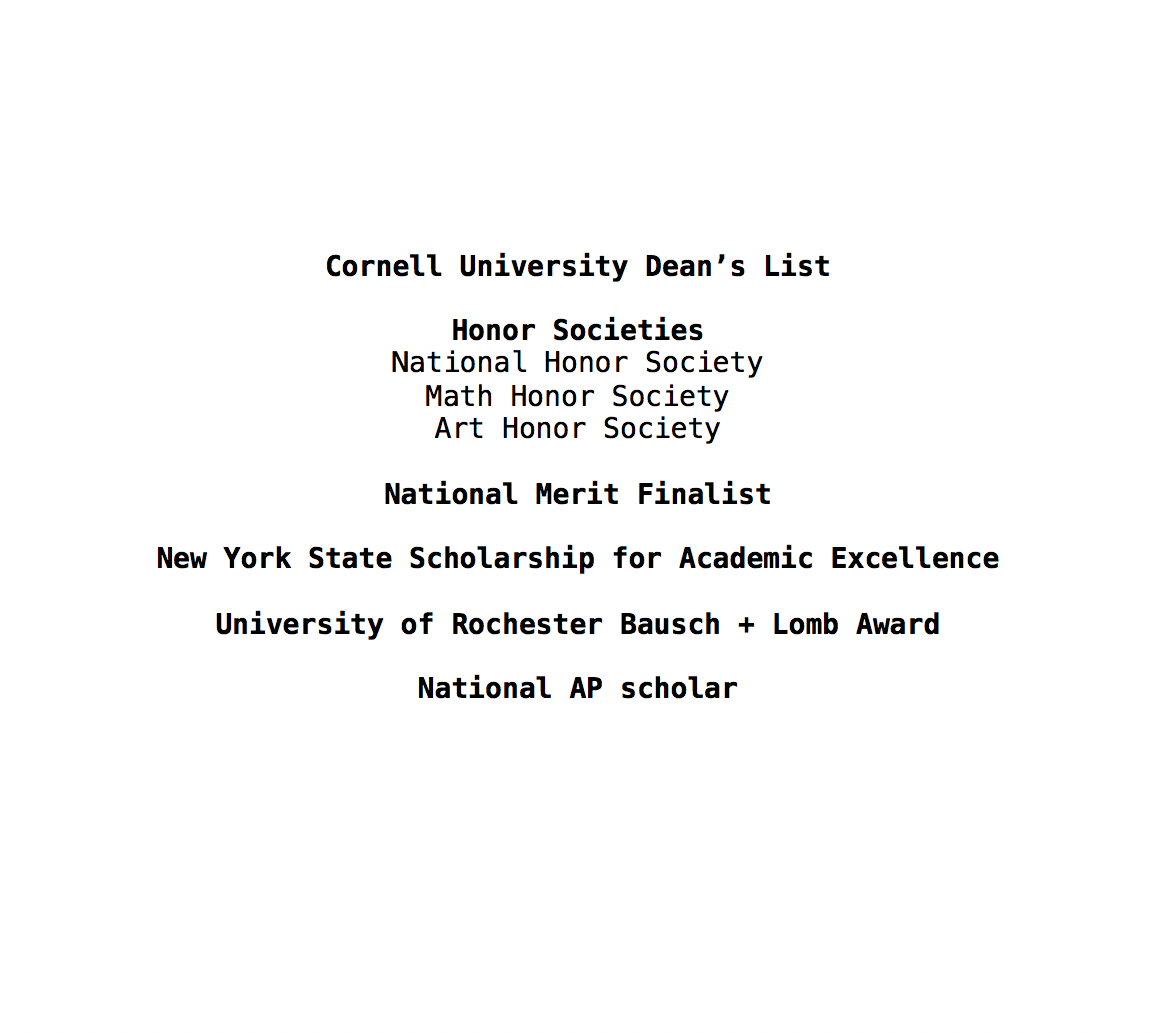 Cornell University Dean’s List
Honor Societies
National Honor Society
Math Honor Society
Art Honor Society
National Merit Finalist
New York State Scholarship for Academic Excellence
University of Rochester Bausch + Lomb Award
National AP scholar